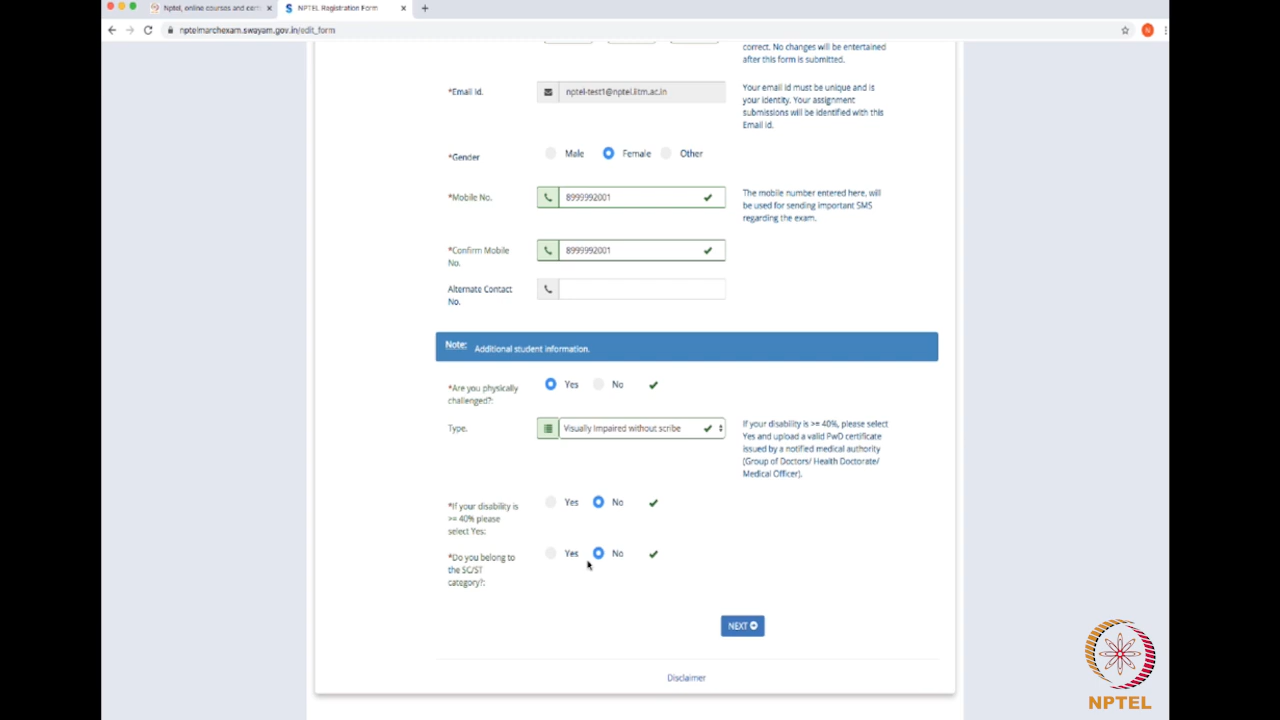 nptel, online courses and cert
NPTEL Registration Form
nptelmarchexam.swayam.gov.in/edit_form
correct. No changes will be entertained
after this form is submitted.
*Email Id.
nptel-test1@nptel.iitm.ac.in
Your email id must be unique and is
your identity. Your assignment
submissions will be identified with this
Email id.
*Gender
Male
Female
Other
*Mobile No.
8999992001
The mobile number entered here, will
be used for sending important SMS
regarding the exam.
*Confirm Mobile
No.
8999992001
Alternate Contact
No.
Note:
Additional student information.
*Are you physically
challenged?:
Yes
No
Type.
Visually Impaired without scribe
If your disability is >= 40%, please select
Yes and upload a valid PwD certificate
issued by a notified medical authority
(Group of Doctors/ Health Doctorate/
Medical Officer).
*If your disability is
>= 40% please
select Yes:
Yes
No
*Do you belong to
the SC/ST
category?:
Yes
No
NEXT
Disclaimer
NPTEL